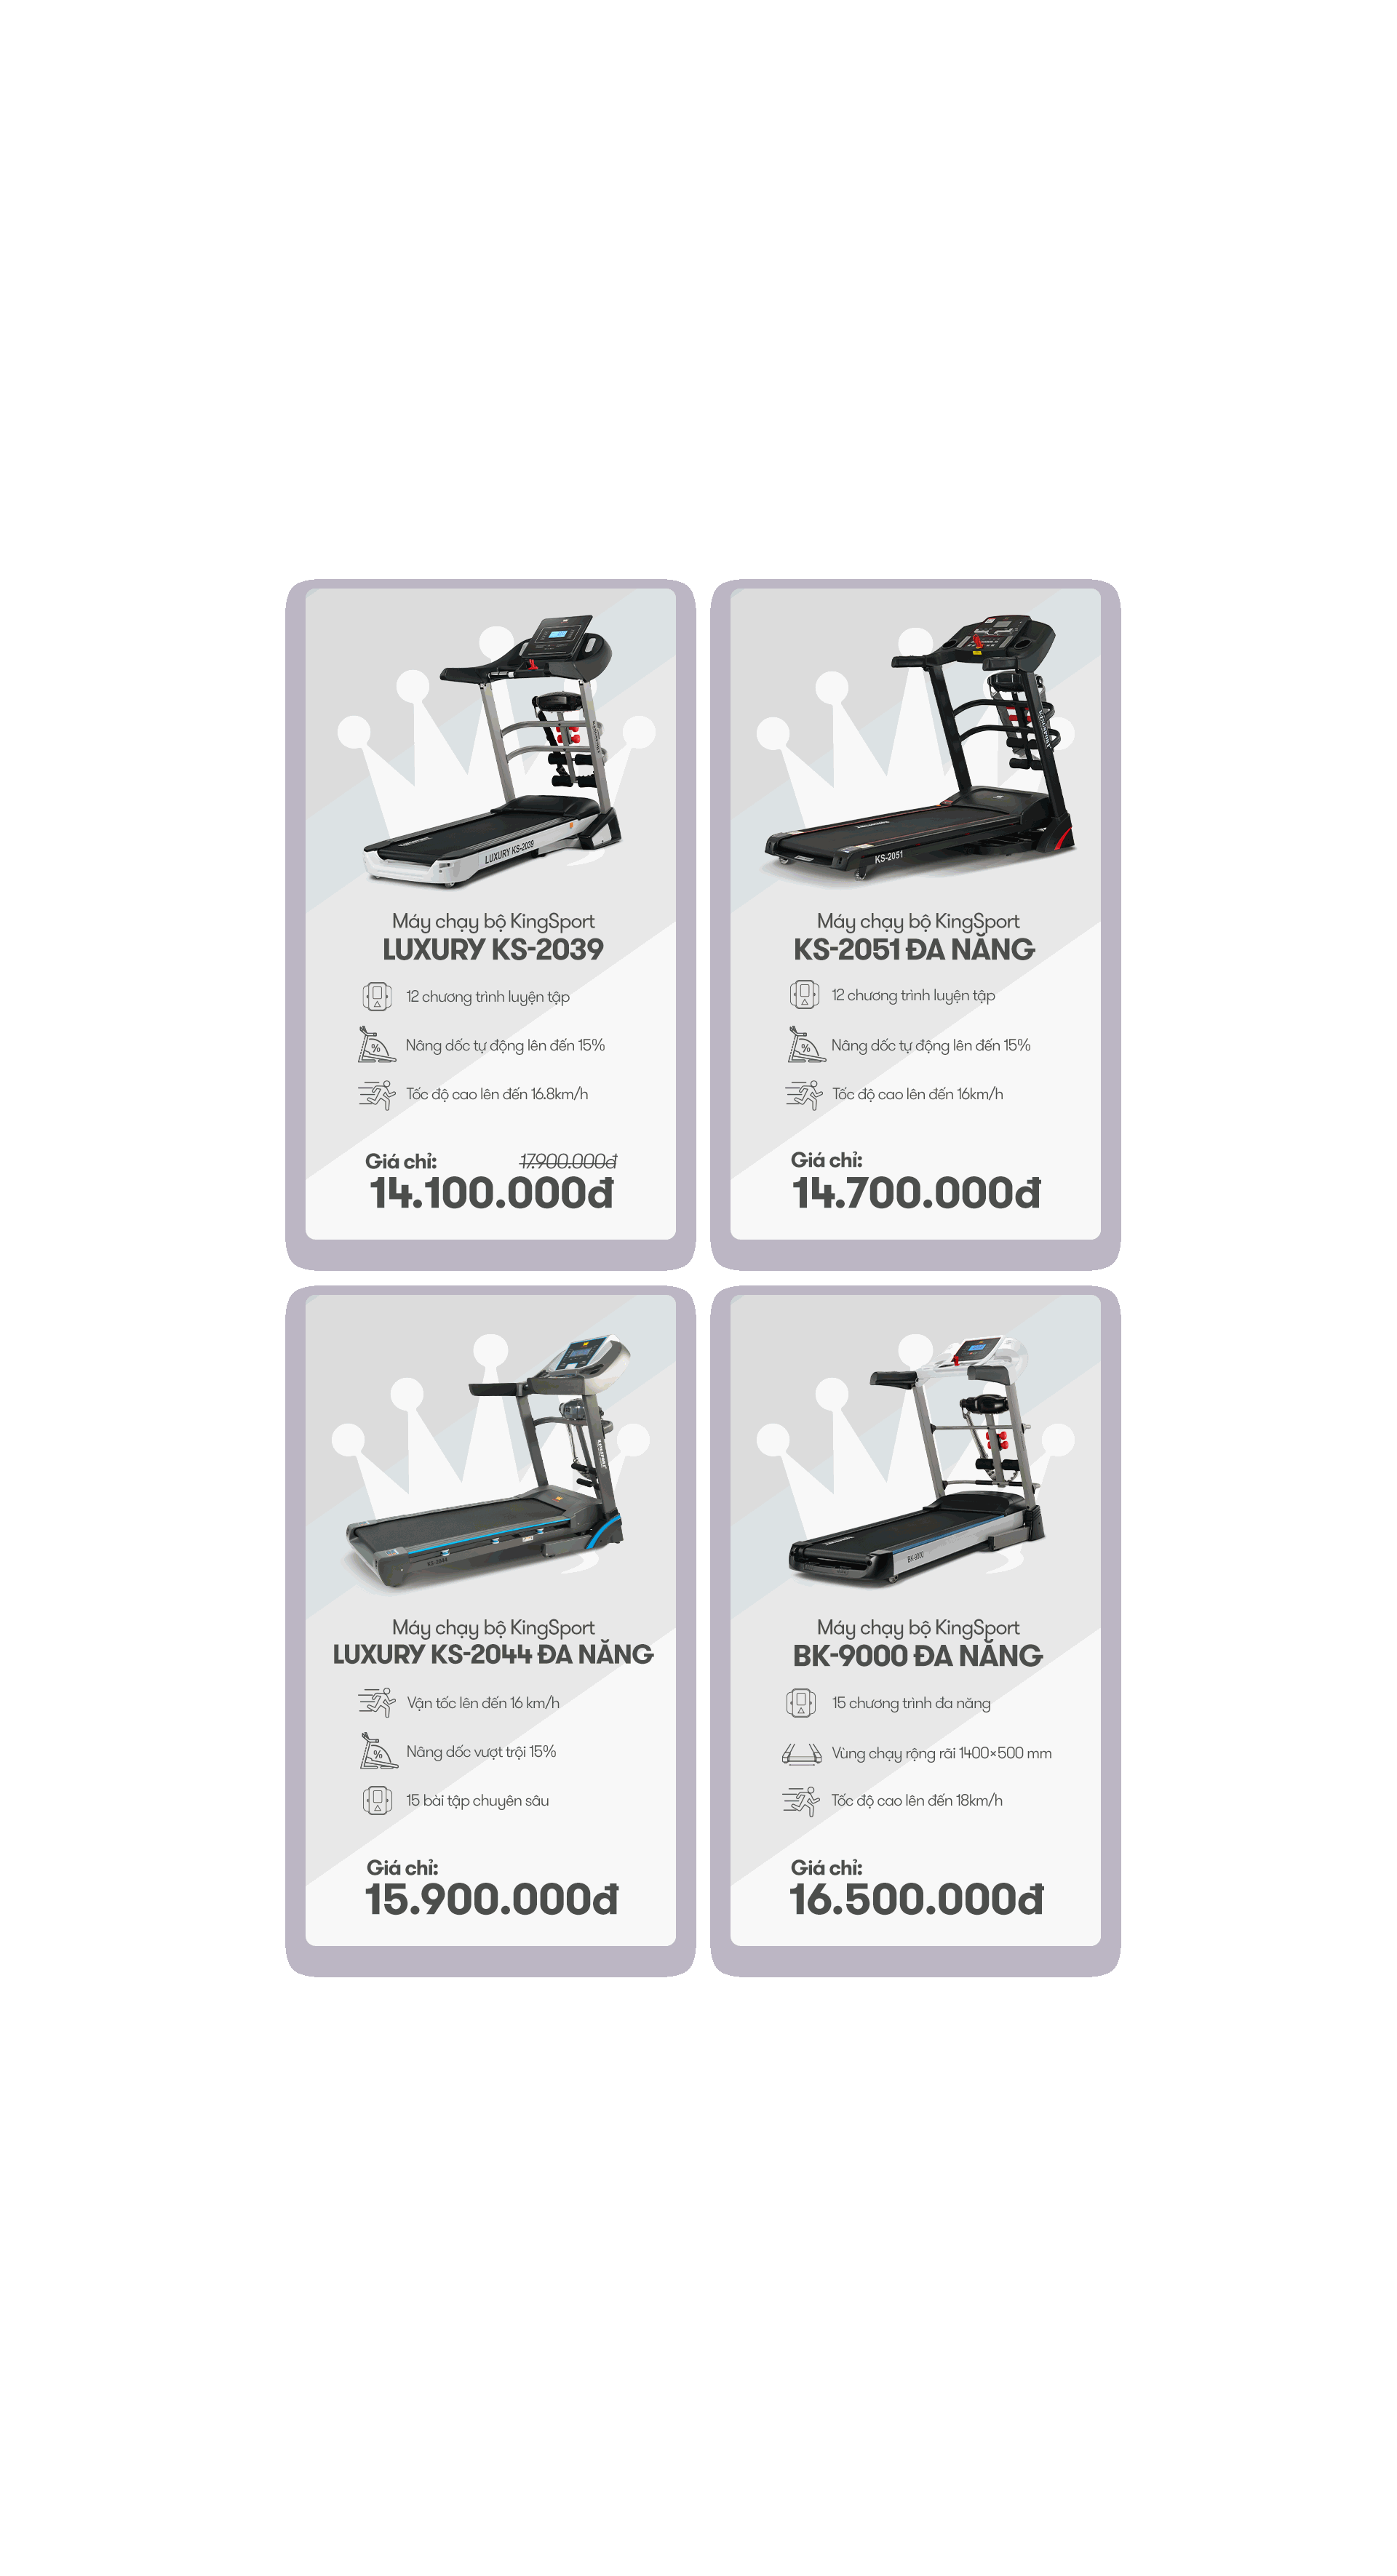 LUXURY KS-2039
Máy chạy bộ KingSport
LUXURY KS-2039
12 chương trình luyện tập
%
Nâng dốc tự động lên đến 15%
Tốc độ cao lên đến 16.8km/h
Giá chỉ:
17.900.000đ
14.100.000đ
KINGSPORT
KS-2051
Máy chạy bộ KingSport
KS-2051 ĐA NĂNG
12 chương trình luyện tập
%
Nâng dốc tự động lên đến 15%
Tốc độ cao lên đến 16km/h
Giá chỉ:
14.700.000đ
KINGSPORT
KS-2044
Máy chạy bộ KingSport
LUXURY KS-2044 ĐA NĂNG
Vận tốc lên đến 16 km/h
%
Nâng dốc vượt trội 15%
15 bài tập chuyên sâu
Giá chỉ:
15.900.000đ
BK-9000
Máy chạy bộ KingSport
BK-9000 ĐA NĂNG
15 chương trình đa năng
Vùng chạy rộng rãi 1400×500 mm
Tốc độ cao lên đến 18km/h
Giá chỉ:
16.500.000đ